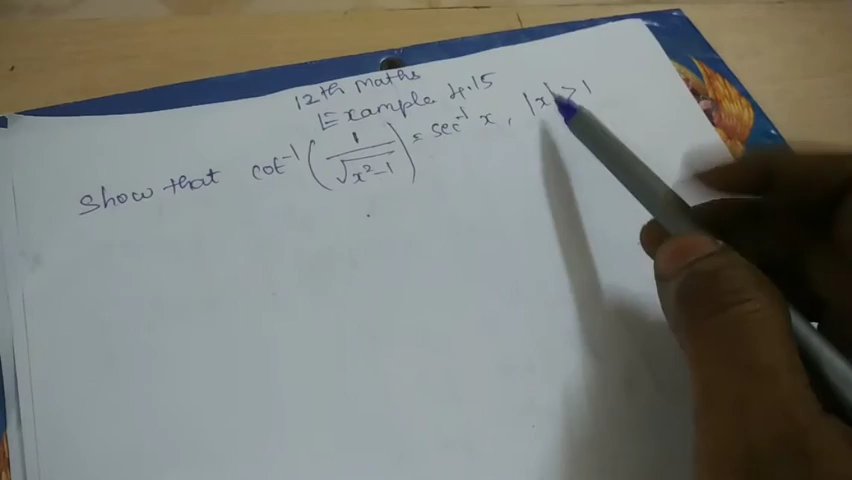 12th Maths
Example 4.15
Show that cot⁻¹(1/√(x²-1)) = sec⁻¹ x, |x| > 1